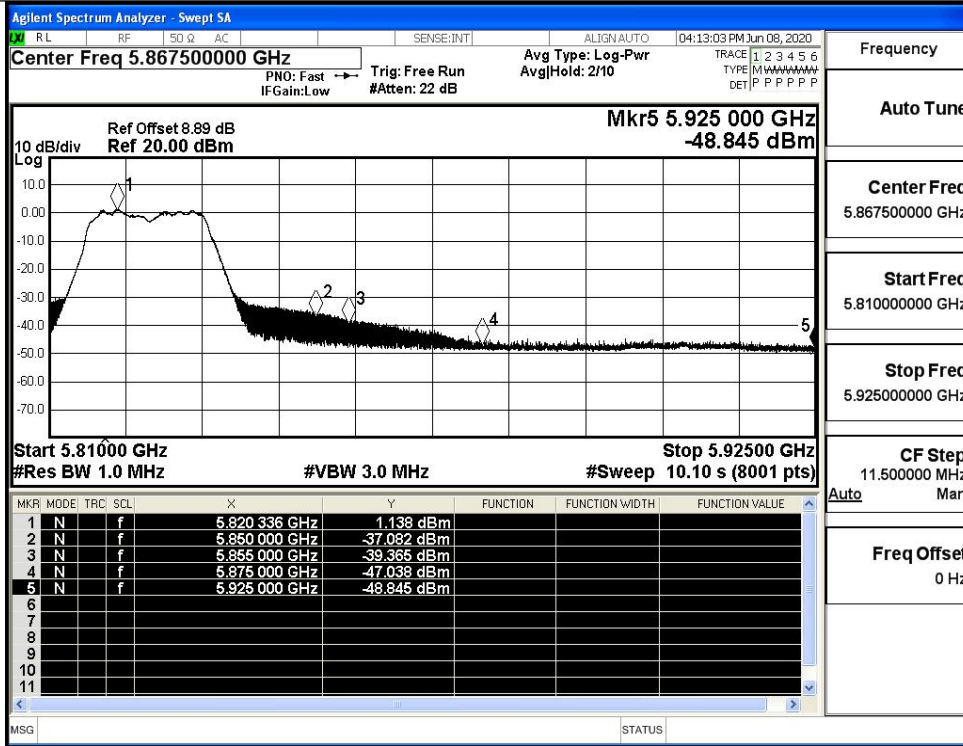 Agilent Spectrum Analyzer - Swept SA
LXI RL RF 50 Ω AC SENSE:INT ALIGN AUTO 04:13:03 PM Jun 08, 2020
Center Freq 5.867500000 GHz
PNO: Fast
IFGain:Low
Trig: Free Run
#Atten: 22 dB
Avg Type: Log-Pwr
Avg|Hold: 2/10
TRACE 1 2 3 4 5 6
TYPE M W W W W W
DET P P P P P P
Mkr5 5.925 000 GHz
-48.845 dBm
Ref Offset 8.89 dB
10 dB/div Ref 20.00 dBm
Log
10.0
0.00
-10.0
-20.0
-30.0
-40.0
-50.0
-60.0
-70.0
1
2
3
4
5
Start 5.81000 GHz Stop 5.92500 GHz
#Res BW 1.0 MHz #VBW 3.0 MHz #Sweep 10.10 s (8001 pts)
MKR MODE TRC SCL X Y FUNCTION FUNCTION WIDTH FUNCTION VALUE
1 N f 5.820 336 GHz 1.138 dBm
2 N f 5.850 000 GHz -37.082 dBm
3 N f 5.855 000 GHz -39.365 dBm
4 N f 5.875 000 GHz -47.038 dBm
5 N f 5.925 000 GHz -48.845 dBm
6
7
8
9
10
11
MSG STATUS
Frequency
Auto Tune
Center Freq
5.867500000 GHz
Start Freq
5.810000000 GHz
Stop Freq
5.925000000 GHz
CF Step
11.500000 MHz
Auto Man
Freq Offset
0 Hz